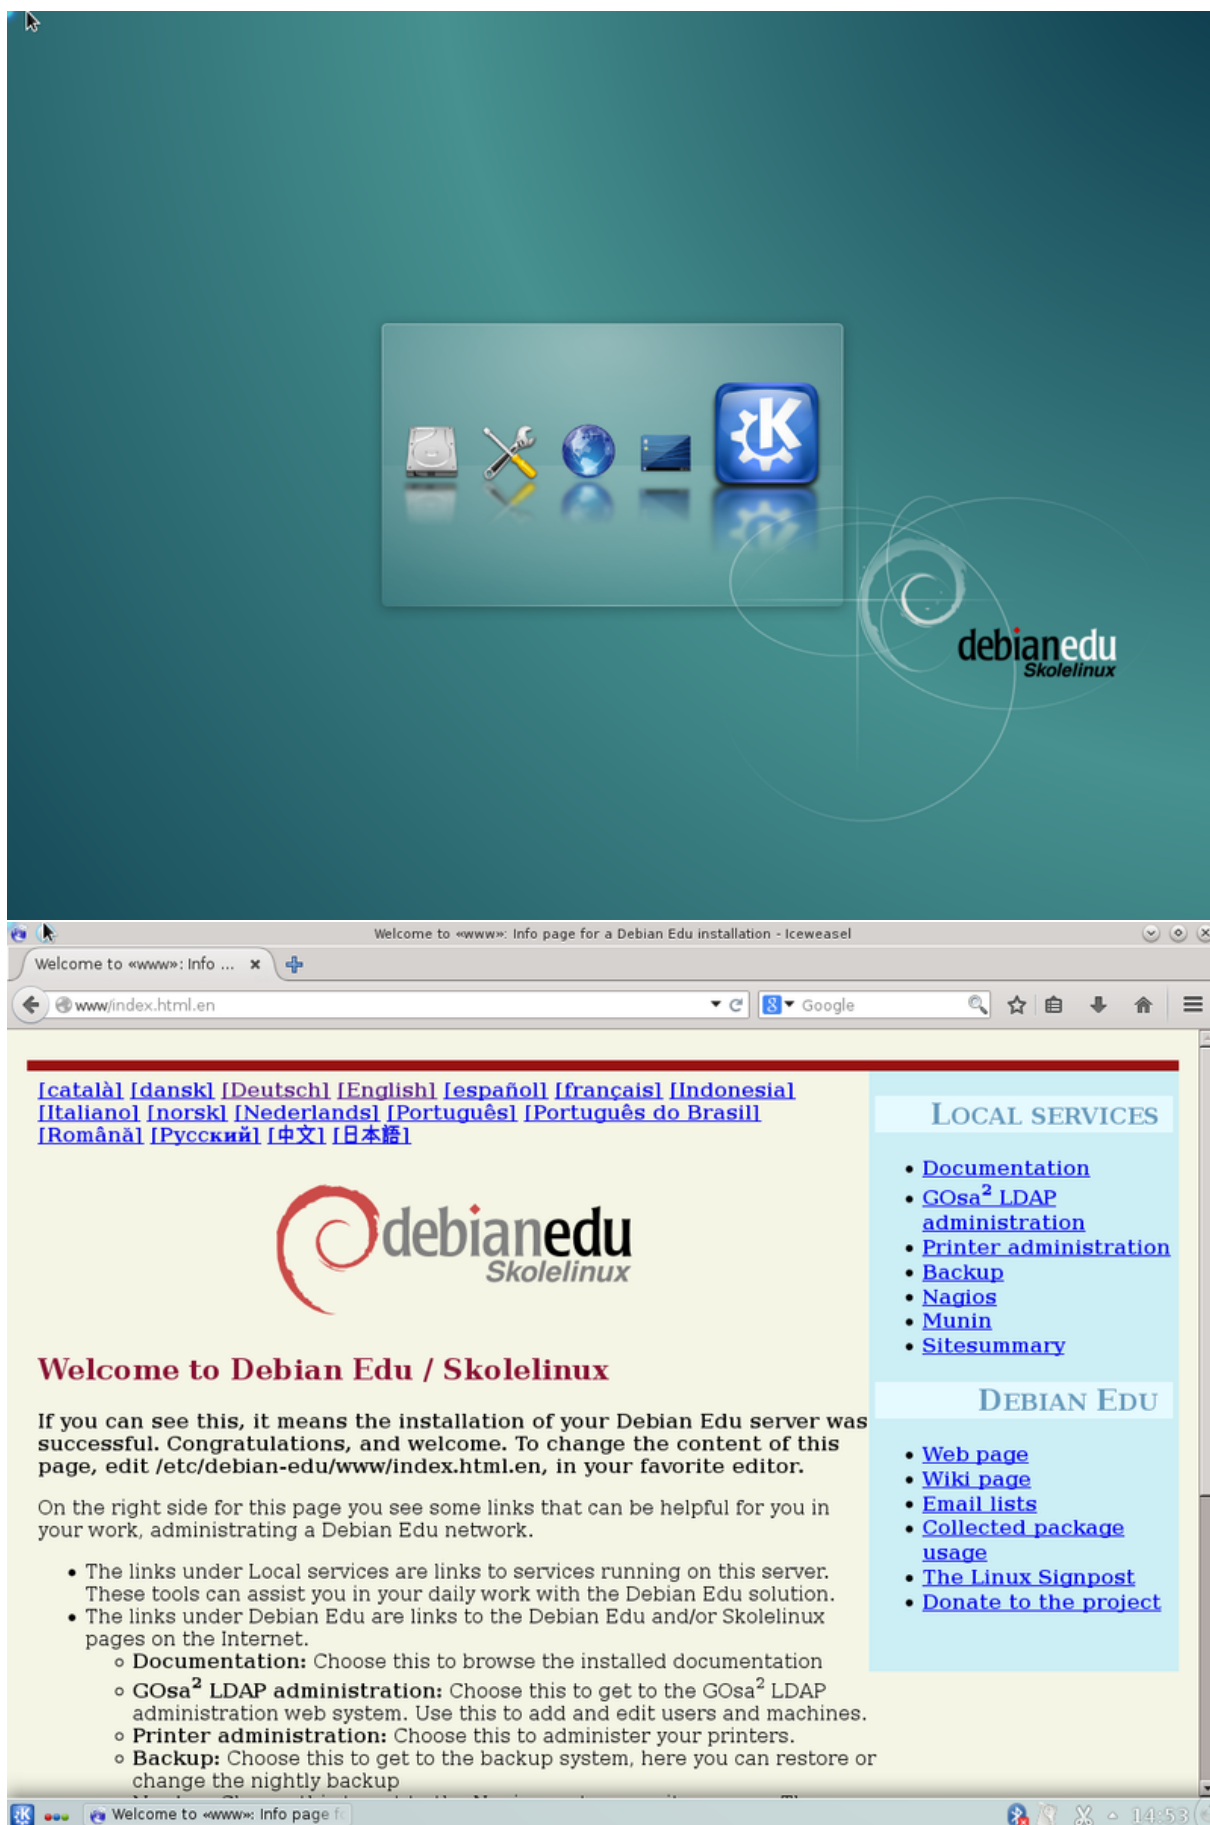 debianedu
Skolelinux
Welcome to «www»: Info page for a Debian Edu installation - Iceweasel
Welcome to «www»: Info ...
www/index.html.en
8 Google
[català] [dansk] [Deutsch] [English] [español] [français] [Indonesia]
[Italiano] [norsk] [Nederlands] [Português] [Português do Brasil]
[Română] [Русский] [中文] [日本語]
debianedu
Skolelinux
Welcome to Debian Edu / Skolelinux
If you can see this, it means the installation of your Debian Edu server was
successful. Congratulations, and welcome. To change the content of this
page, edit /etc/debian-edu/www/index.html.en, in your favorite editor.
On the right side for this page you see some links that can be helpful for you in
your work, administrating a Debian Edu network.
• The links under Local services are links to services running on this server.
These tools can assist you in your daily work with the Debian Edu solution.
• The links under Debian Edu are links to the Debian Edu and/or Skolelinux
pages on the Internet.
◦ Documentation: Choose this to browse the installed documentation
◦ GOsa² LDAP administration: Choose this to get to the GOsa² LDAP
administration web system. Use this to add and edit users and machines.
◦ Printer administration: Choose this to administer your printers.
◦ Backup: Choose this to get to the backup system, here you can restore or
change the nightly backup
LOCAL SERVICES
• Documentation
• GOsa² LDAP
administration
• Printer administration
• Backup
• Nagios
• Munin
• Sitesummary
DEBIAN EDU
• Web page
• Wiki page
• Email lists
• Collected package
usage
• The Linux Signpost
• Donate to the project
Welcome to «www»: Info page fo
14:53